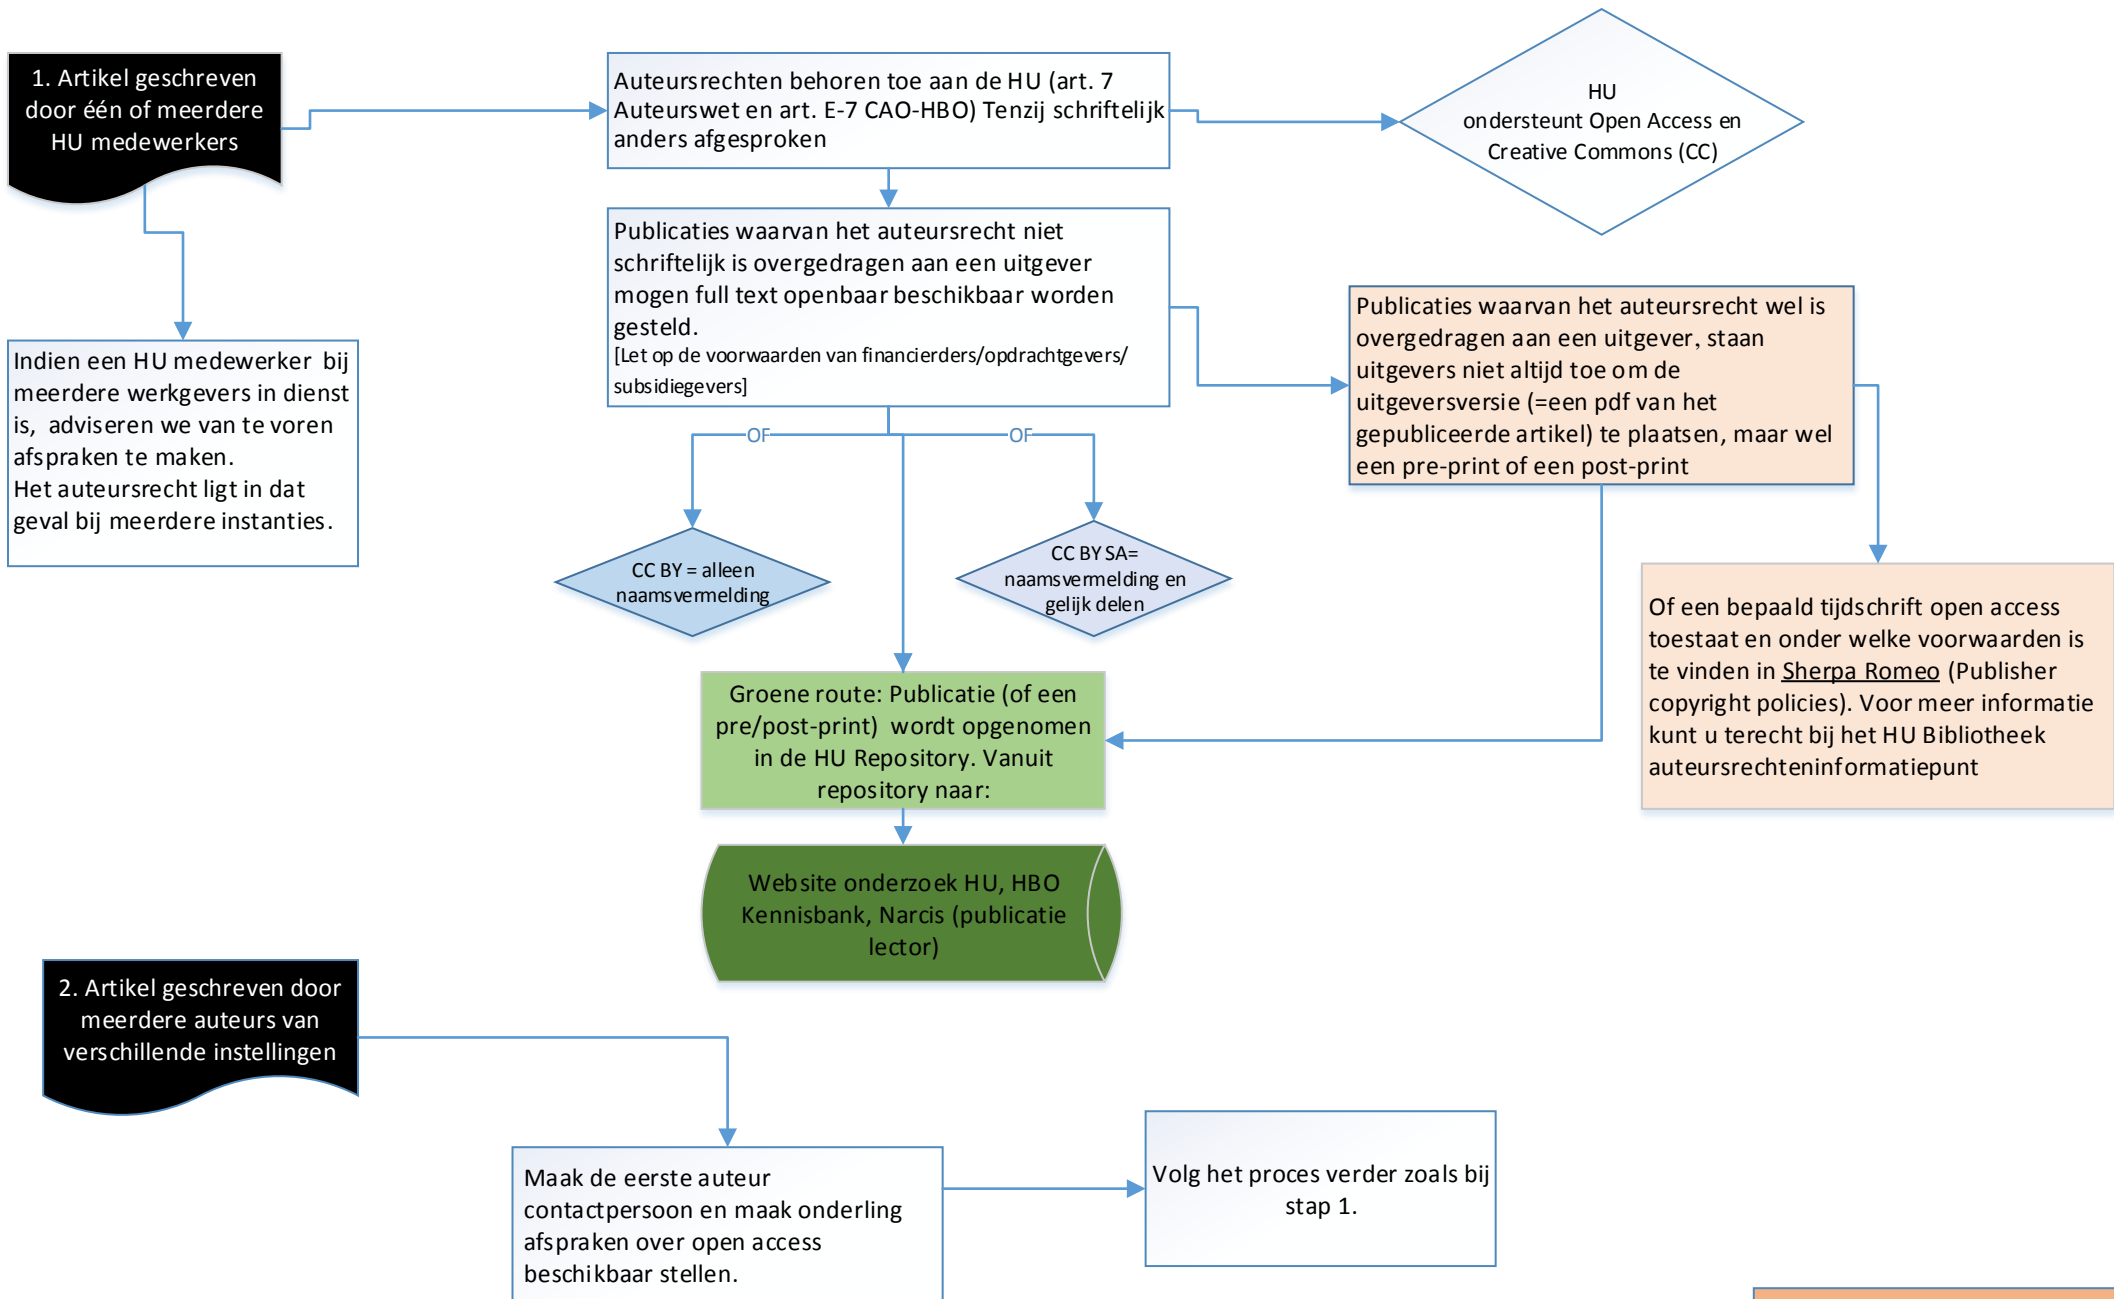 1. Artikel geschreven
door één of meerdere
HU medewerkers
Auteursrechten behoren toe aan de HU (art. 7
Auteurswet en art. E-7 CAO-HBO) Tenzij schriftelijk
anders afgesproken
HU
ondersteunt Open Access en
Creative Commons (CC)
Publicaties waarvan het auteursrecht niet
schriftelijk is overgedragen aan een uitgever
mogen full text openbaar beschikbaar worden
gesteld.
[Let op de voorwaarden van financierders/opdrachtgevers/
subsidiegevers]
Publicaties waarvan het auteursrecht wel is
overgedragen aan een uitgever, staan
uitgevers niet altijd toe om de
uitgeversversie (=een pdf van het
gepubliceerde artikel) te plaatsen, maar wel
een pre-print of een post-print
Indien een HU medewerker bij
meerdere werkgevers in dienst
is, adviseren we van te voren
afspraken te maken.
Het auteursrecht ligt in dat
geval bij meerdere instanties.
OF
OF
CC BY = alleen
naamsvermelding
CC BY SA=
naamsvermelding en
gelijk delen
Of een bepaald tijdschrift open access
toestaat en onder welke voorwaarden is
te vinden in Sherpa Romeo (Publisher
copyright policies). Voor meer informatie
kunt u terecht bij het HU Bibliotheek
auteursrechteninformatiepunt
Groene route: Publicatie (of een
pre/post-print) wordt opgenomen
in de HU Repository. Vanuit
repository naar:
Website onderzoek HU, HBO
Kennisbank, Narcis (publicatie
lector)
2. Artikel geschreven door
meerdere auteurs van
verschillende instellingen
Maak de eerste auteur
contactpersoon en maak onderling
afspraken over open access
beschikbaar stellen.
Volg het proces verder zoals bij
stap 1.